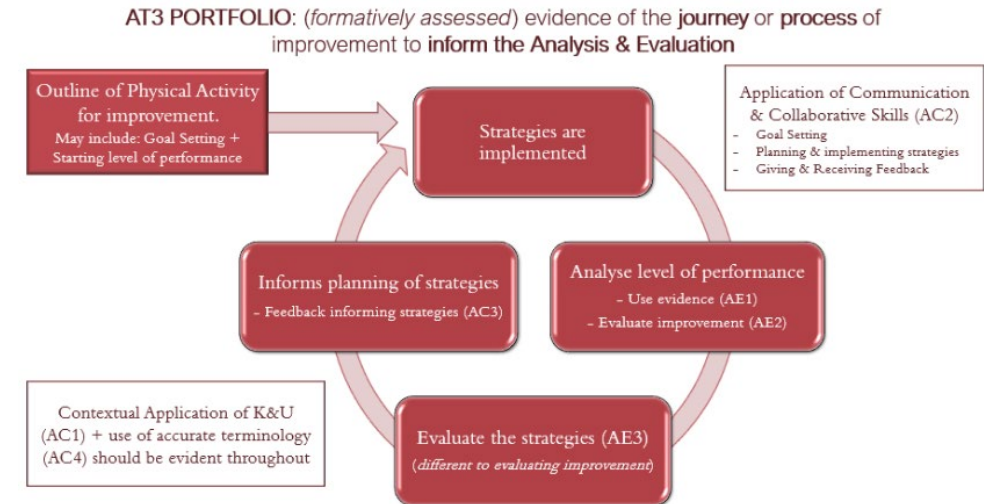 AT3 PORTFOLIO: (formatively assessed) evidence of the journey or process of
improvement to inform the Analysis & Evaluation
Outline of Physical Activity
for improvement.
May include: Goal Setting +
Starting level of performance
Strategies are
implemented
Application of Communication
& Collaborative Skills (AC2)
- Goal Setting
- Planning & implementing strategies
- Giving & Receiving Feedback
Informs planning of strategies
- Feedback informing strategies (AC3)
Analyse level of performance
- Use evidence (AE1)
- Evaluate improvement (AE2)
Contextual Application of K&U
(AC1) + use of accurate terminology
(AC4) should be evident throughout
Evaluate the strategies (AE3)
(different to evaluating improvement)